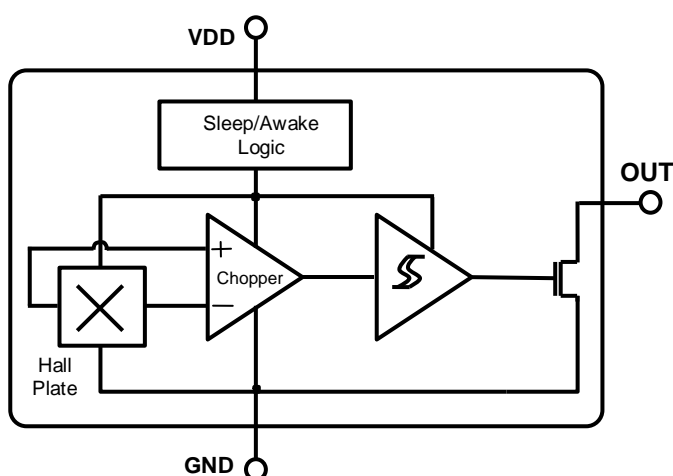 VDD
Sleep/Awake
Logic
OUT
+
Chopper
−
Hall
Plate
GND